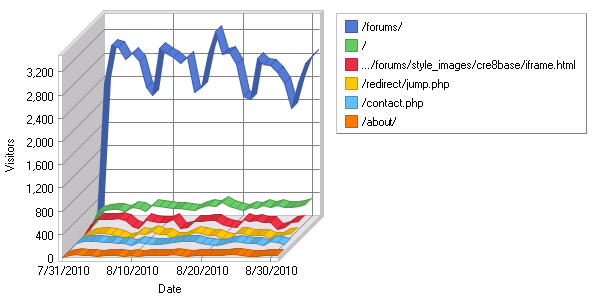 3,200
2,800
2,400
2,000
1,600
1,200
800
400
0
Visitors
7/31/2010 8/10/2010 8/20/2010 8/30/2010
Date
/forums/
/
.../forums/style_images/cre8base/iframe.html
/redirect/jump.php
/contact.php
/about/